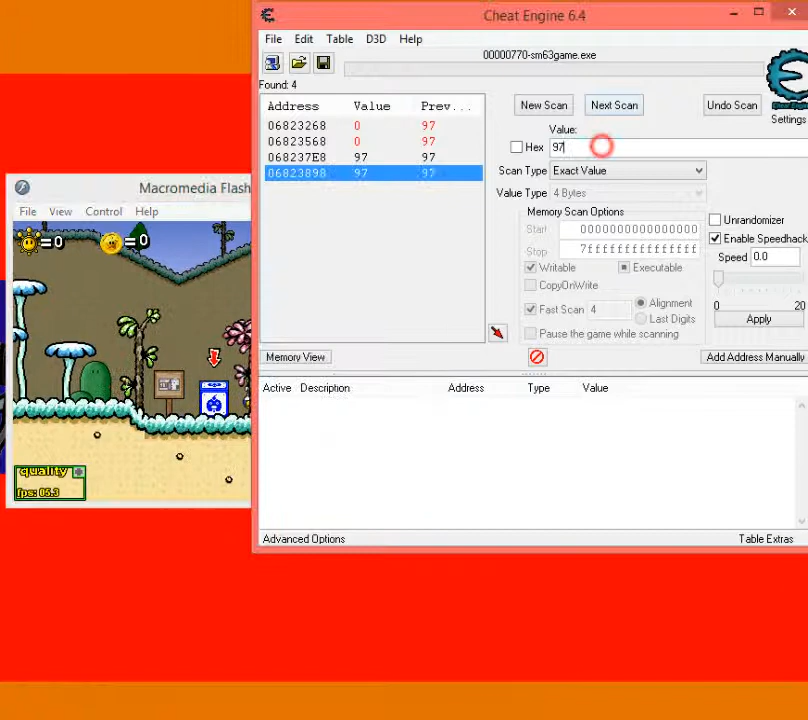 Cheat Engine 6.4
File Edit Table D3D Help
00000770-sm63game.exe
Found: 4
Address Value Prev...
06823268 0 97
06823568 0 97
068237E8 97 97
06823898 97 97
New Scan Next Scan Undo Scan
Settings
Value:
Hex 97
Scan Type Exact Value
Value Type 4 Bytes
Memory Scan Options
Start 0000000000000000
Stop 7fffffffffffffff
Writable Executable
CopyOnWrite
Fast Scan 4 Alignment
Last Digits
Pause the game while scanning
Unrandomizer
Enable Speedhack
Speed 0.0
0 20
Apply
Memory View Add Address Manually
Active Description Address Type Value
Advanced Options Table Extras
Macromedia Flash
File View Control Help
=0 =0
quality
fps: 05.3